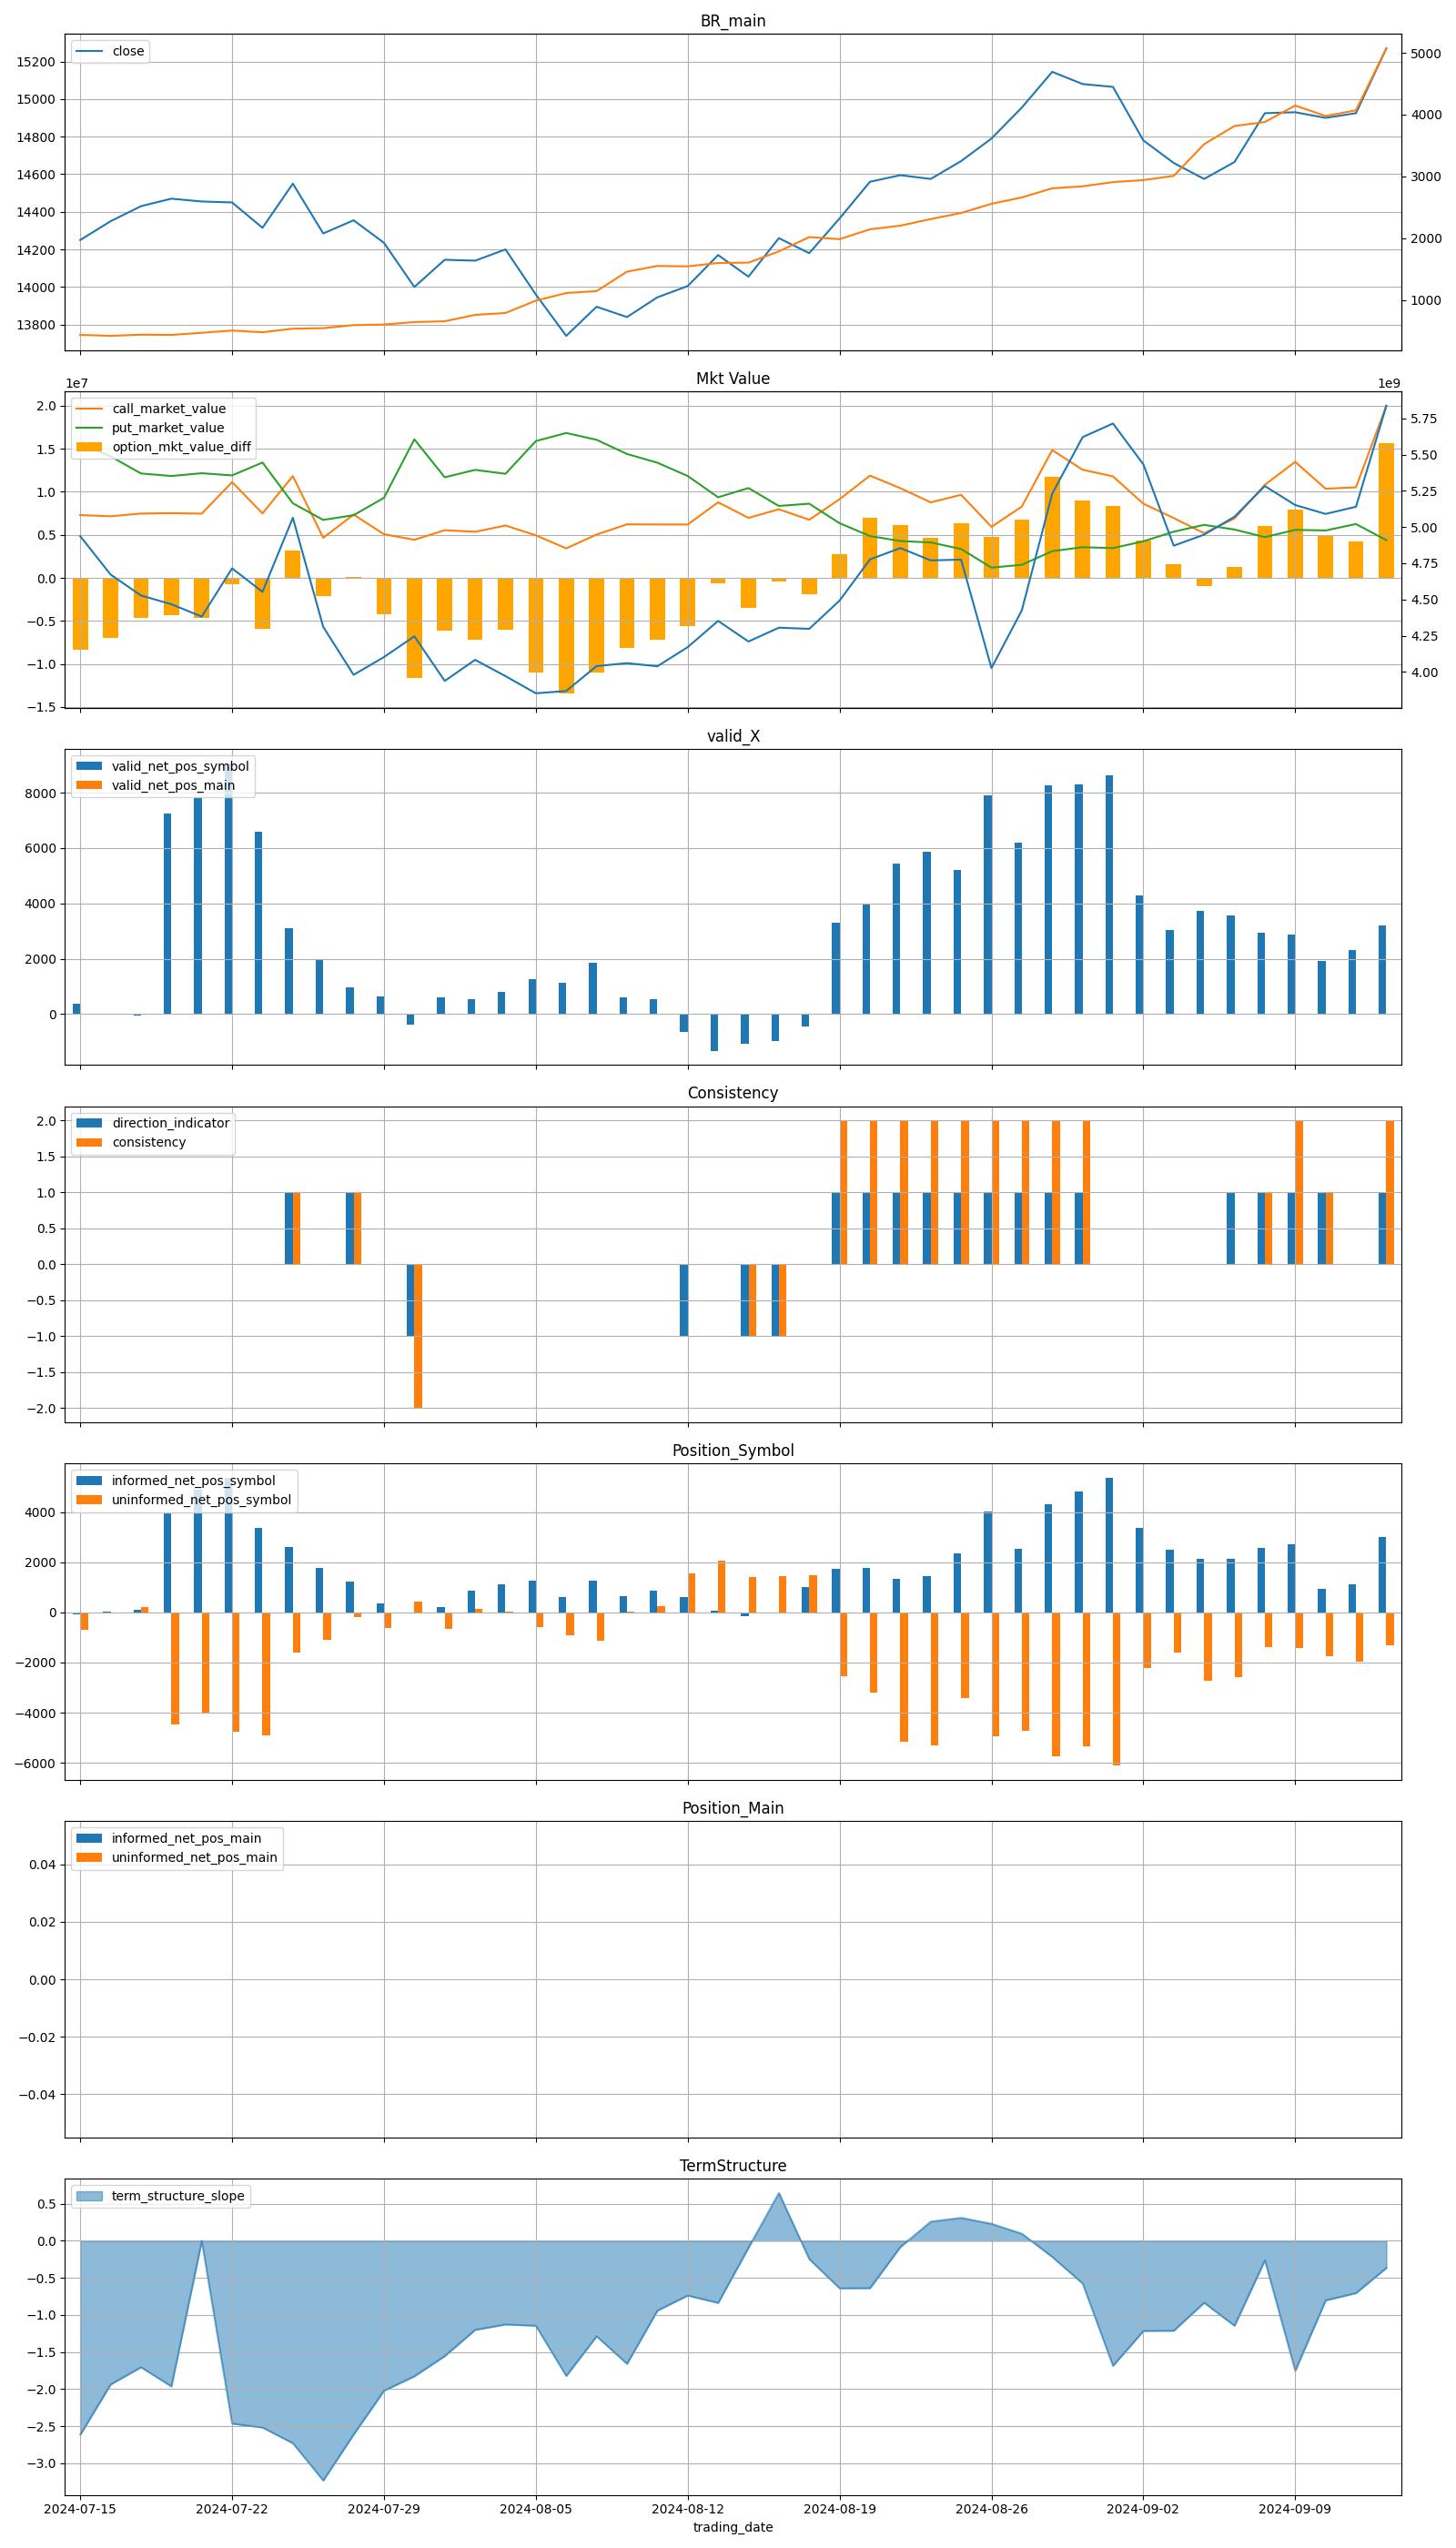 BR_main
close
15200
15000
14800
14600
14400
14200
14000
13800
5000
4000
3000
2000
1000
Mkt Value
1e7
1e9
call_market_value
put_market_value
option_mkt_value_diff
2.0
1.5
1.0
0.5
0.0
−0.5
−1.0
−1.5
5.75
5.50
5.25
5.00
4.75
4.50
4.25
4.00
valid_X
valid_net_pos_symbol
valid_net_pos_main
8000
6000
4000
2000
0
Consistency
direction_indicator
consistency
2.0
1.5
1.0
0.5
0.0
−0.5
−1.0
−1.5
−2.0
Position_Symbol
informed_net_pos_symbol
uninformed_net_pos_symbol
4000
2000
0
−2000
−4000
−6000
Position_Main
informed_net_pos_main
uninformed_net_pos_main
0.04
0.02
0.00
−0.02
−0.04
TermStructure
term_structure_slope
0.5
0.0
−0.5
−1.0
−1.5
−2.0
−2.5
−3.0
2024-07-15 2024-07-22 2024-07-29 2024-08-05 2024-08-12 2024-08-19 2024-08-26 2024-09-02 2024-09-09
trading_date